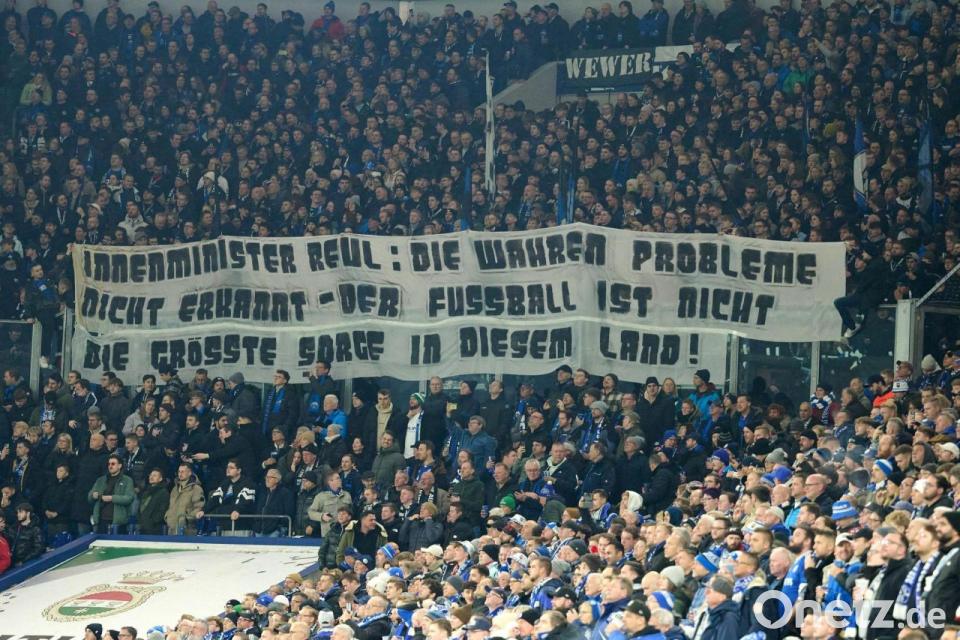 WEWER
INNENMINISTER REUL: DIE WAHREN PROBLEME
NICHT ERKANNT - DER FUSSBALL IST NICHT
DIE GRÖSSTE SORGE IN DIESEM LAND!
Onetz.de